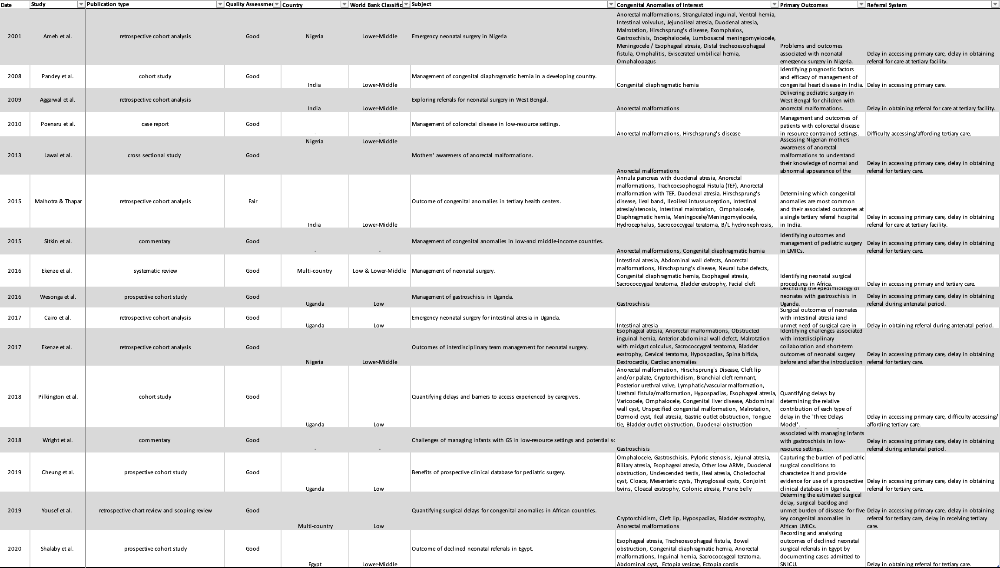 Date Study Publication type Quality Assessmer Country World Bank Classific Subject Congenital Anomalies of Interest Primary Outcomes Referral System
2001 Ameh et al. retrospective cohort analysis Good Nigeria Lower-Middle Emergency neonatal surgery in Nigeria
Anorectal malformations, Strangulated inguinal, Ventral hernia,
Intestinal volvulus, Jejunoileal atresia, Duodenal atresia,
Malrotation, Hirschsprung's disease, Exomphalos,
Gastroschisis, Encephalocele, Lumbosacral meningomyelocele,
Meningocele / Esophageal atresia, Distal tracheoesophageal
fistula, Omphalitis, Eviscerated umbilical hernia,
Omphalopagus
Problems and outcomes
associated with neonatal
emergency surgery in Nigeria.
Delay in accessing primary care, delay in obtaining
referral for care at tertiary facility.
2008 Pandey et al. cohort study Good India Lower-Middle Management of congenital diaphragmatic hernia in a developing country.
Congenital diaphragmatic hernia
Identifying prognostic factors
and efficacy of management of
congenital heart disease in India.
Delay in accessing primary care.
2009 Aggarwal et al. retrospective cohort analysis India Lower-Middle Exploring referrals for neonatal surgery in West Bengal.
Anorectal malformations
Delivering pediatric surgery in
West Bengal for children with
anorectal malformations.
Delay in obtaining referral for care at tertiary facility.
2010 Poenaru et al. case report Good - - Management of colorectal disease in low-resource settings.
Anorectal malformations, Hirschsprung's disease
Management and outcomes of
patients with colorectal disease
in resource contrained settings.
Difficulty accessing/affording tertiary care.
2013 Lawal et al. cross sectional study Good Nigeria Lower-Middle Mothers' awareness of anorectal malformations.
Anorectal malformations
Assessing Nigerian mothers
awareness of anorectal
malformations to understand
their knowledge of normal and
abnormal appearance of the
Delay in accessing primary care, delay in obtaining
referral for tertiary care.
2015 Malhotra & Thapar retrospective cohort analysis Fair India Lower-Middle Outcome of congenital anomalies in tertiary health centers.
Annula pancreas with duodenal atresia, Anorectal
malformations, Tracheoesophogeal Fistula (TEF), Anorectal
malformation with TEF, Duodenal atresia, Hirschsprung's
disease, Ileal band, Ileoileal intussusception, Intestinal
atresia/stenosis, Intestinal malrotation, Omphalocele,
Diaphragmatic hernia, Meningocele/Meningomyelocele,
Hydrocephalus, Sacrococcygeal teratoma, B/L hydronephrosis,
Determining which congenital
anomalies are most common
and their associated outcomes at
a single tertiary referral hospital
in India.
Delay in accessing primary care, delay in obtaining
referral for care at tertiary facility.
2015 Sitkin et al. commentary Good - - Management of congenital anomalies in low-and middle-income countries.
Anorectal malformations, Congenital diaphragmatic hernia
Identifying outcomes and
management of pediatric surgery
in LMICs.
Delay in accessing primary care, delay in obtaining
referral for tertiary care.
2016 Ekenze et al. systematic review Good Multi-country Low & Lower-Middle Management of neonatal surgery.
Intestinal atresia, Abdominal wall defects, Anorectal
malformations, Hirschsprung's disease, Neural tube defects,
Congenital diaphragmatic hernia, Esophageal atresia,
Sacrococcygeal teratoma, Bladder exstrophy, Facial cleft
Identifying neonatal surgical
procedures in Africa.
Delay in accessing primary and tertiary care.
2016 Wesonga et al. prospective cohort study Good Uganda Low Management of gastroschisis in Uganda.
Gastroschisis
Describing the epedimiology of
neonates with gastroschisis in
Uganda.
Delay in accessing primary care, delay in obtaining
referral during antenatal period.
2017 Cairo et al. retrospective cohort analysis Good Uganda Low Emergency neonatal surgery for intestinal atresia in Uganda.
Intestinal atresia
Surgical outcomes of neonates
with intestinal atresia iand
unmet need of surgical care in
Delay in obtaining referral during antenatal period.
2017 Ekenze et al. retrospective cohort analysis Good Nigeria Lower-Middle Outcomes of interdisciplinary team management for neonatal surgery.
Esophageal atresia, Anorectal malformations, Obstructed
inguinal hernia, Anterior abdominal wall defect, Malrotation
with midgut colculus, Sacrococcygeal teratoma, Bladder
exstrophy, Cervical teratoma, Hypospadias, Spina bifida,
Dextrocardia, Cardiac anomalies
Identifying challenges associated
with interdisciplinary
collaboration and short-term
outcomes of neonatal surgery
before and after the introduction
Delay in accessing primary care, delay in obtaining
referral for tertiary care.
2018 Pilkington et al. cohort study Good Uganda Low Quantifying delays and barriers to access experienced by caregivers.
Anorectal malformation, Hirschsprung's Disease, Cleft lip
and/or palate, Cryptorchidism, Branchial cleft remnant,
Posterior urethral valve, Lymphatic/vascular malformation,
Urethral fistula/malformation, Hypospadias, Esophageal atresia,
Varicocele, Omphalocele, Congenital liver disease, Abdominal
wall cyst, Unspecified congenital malformation, Malrotation,
Dermoid cyst, Ileal atresia, Gastric outlet obstruction, Tongue
tie, Bladder outlet obstruction, Duodenal obstruction
Quantifying delays by
determining the relative
contribution of each type of
delay in the 'Three Delays
Model'.
Delay in accessing primary care, difficulty accessing/
affording tertiary care.
2018 Wright et al. commentary Good - - Challenges of managing infants with GS in low-resource settings and potential so
Gastroschisis
associated with managing infants
with gastroschisis in low-
resource settings.
Delay in accessing primary care, delay in obtaining
referral during antenatal period.
2019 Cheung et al. prospective cohort study Good Uganda Low Benefits of prospective clinical database for pediatric surgery.
Omphalocele, Gastroschisis, Pyloric stenosis, Jejunal atresia,
Biliary atresia, Esophageal atresia, Other low ARMs, Duodenal
obstruction, Undescended testis, Ileal atresia, Choledochal
cyst, Cloaca, Mesenteric cysts, Thyroglossal cysts, Conjoint
twins, Cloacal exstrophy, Colonic atresia, Prune belly
Capturing the burden of pediatric
surgical conditions to
characterize it and provide
evidence for use of a prospective
clinical database in Uganda.
Delay in accessing primary care, delay in obtaining
referral for tertiary care.
2019 Yousef et al. retrospective chart review and scoping review Good Multi-country Low Quantifying surgical delays for congenital anomalies in African countries.
Cryptorchidism, Cleft lip, Hypospadias, Bladder exstrophy,
Anorectal malformations
Determing the estimated surgical
delay, surgical backlog and
unmet burden of disease for five
key congenital anomalies in
African LMICs.
Delay in accessing primary care, delay in obtaining
referral for tertiary care, delay in receiving tertiary
care.
2020 Shalaby et al. prospective cohort study Good Egypt Lower-Middle Outcome of declined neonatal referrals in Egypt.
Esophageal atresia, Tracheoesophageal fistula, Bowel
obstruction, Congenital diaphragmatic hernia, Anorectal
malformations, Inguinal hernia, Sacrococcygeal teratoma,
Abdominal cyst, Ectopia vesicae, Ectopia cordis
Recording and analyzing
outcomes of declined neonatal
surgical referrals in Egypt by
documenting cases admitted to
SNICU.
Delay in obtaining referral for tertiary care.